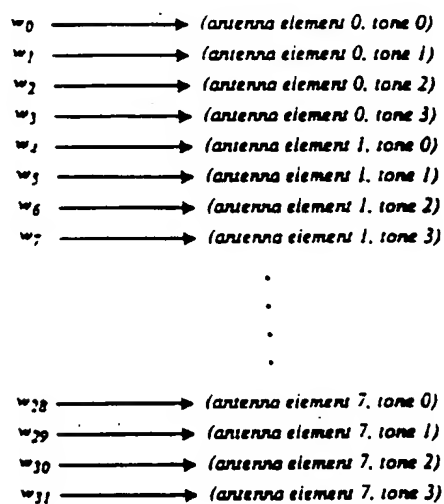 w0 (antenna element 0, tone 0)
w1 (antenna element 0, tone 1)
w2 (antenna element 0, tone 2)
w3 (antenna element 0, tone 3)
w4 (antenna element 1, tone 0)
w5 (antenna element 1, tone 1)
w6 (antenna element 1, tone 2)
w7 (antenna element 1, tone 3)
w28 (antenna element 7, tone 0)
w29 (antenna element 7, tone 1)
w30 (antenna element 7, tone 2)
w31 (antenna element 7, tone 3)